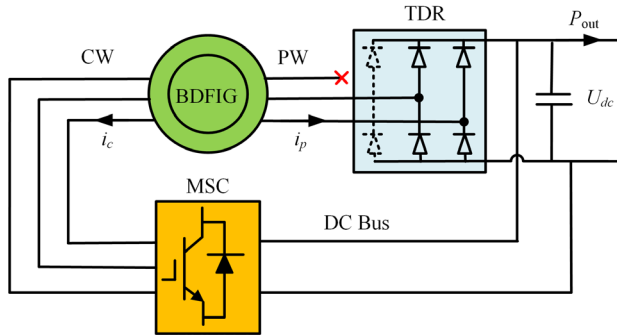 TDR
P_out
CW
PW
BDFIG
U_dc
i_c
i_p
MSC
DC Bus